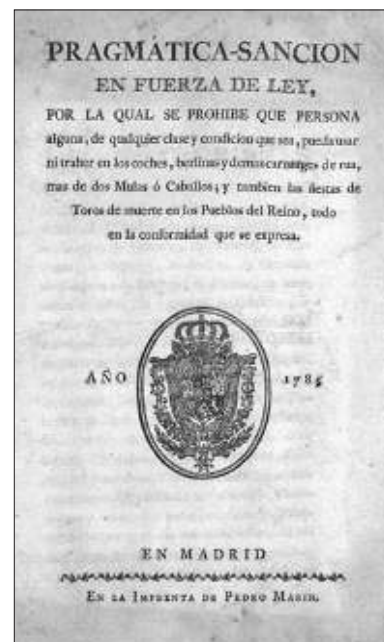 PRAGMÁTICA-SANCION
EN FUERZA DE LEY,
POR LA QUAL SE PROHIBE QUE PERSONA
alguna, de qualquier clase y condicion que sea, pueda usar
ni traher en los coches, berlinas y demas carruages de rua,
mas de dos Mulas ó Caballos; y tambien las fiestas de
Toros de muerte en los Pueblos del Reino, todo
en la conformidad que se expresa.
AÑO 1785
EN MADRID
EN LA IMPRENTA DE PEDRO MARIN.